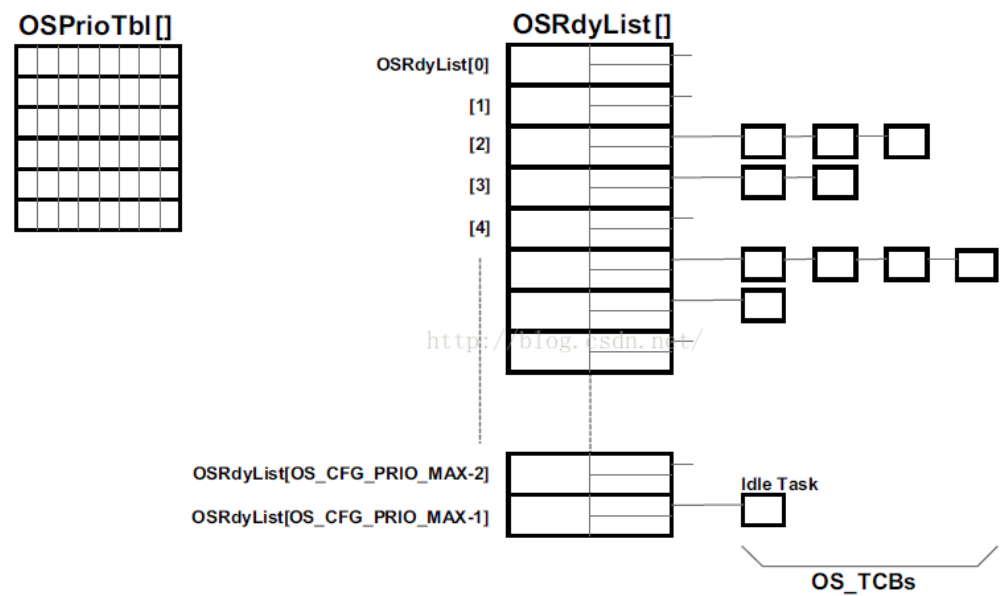 OSPrioTbl[]
OSRdyList[]
OSRdyList[0]
[1]
[2]
[3]
[4]
http://blog.csdn.net/
OSRdyList[OS_CFG_PRIO_MAX-2]
Idle Task
OSRdyList[OS_CFG_PRIO_MAX-1]
OS_TCBs